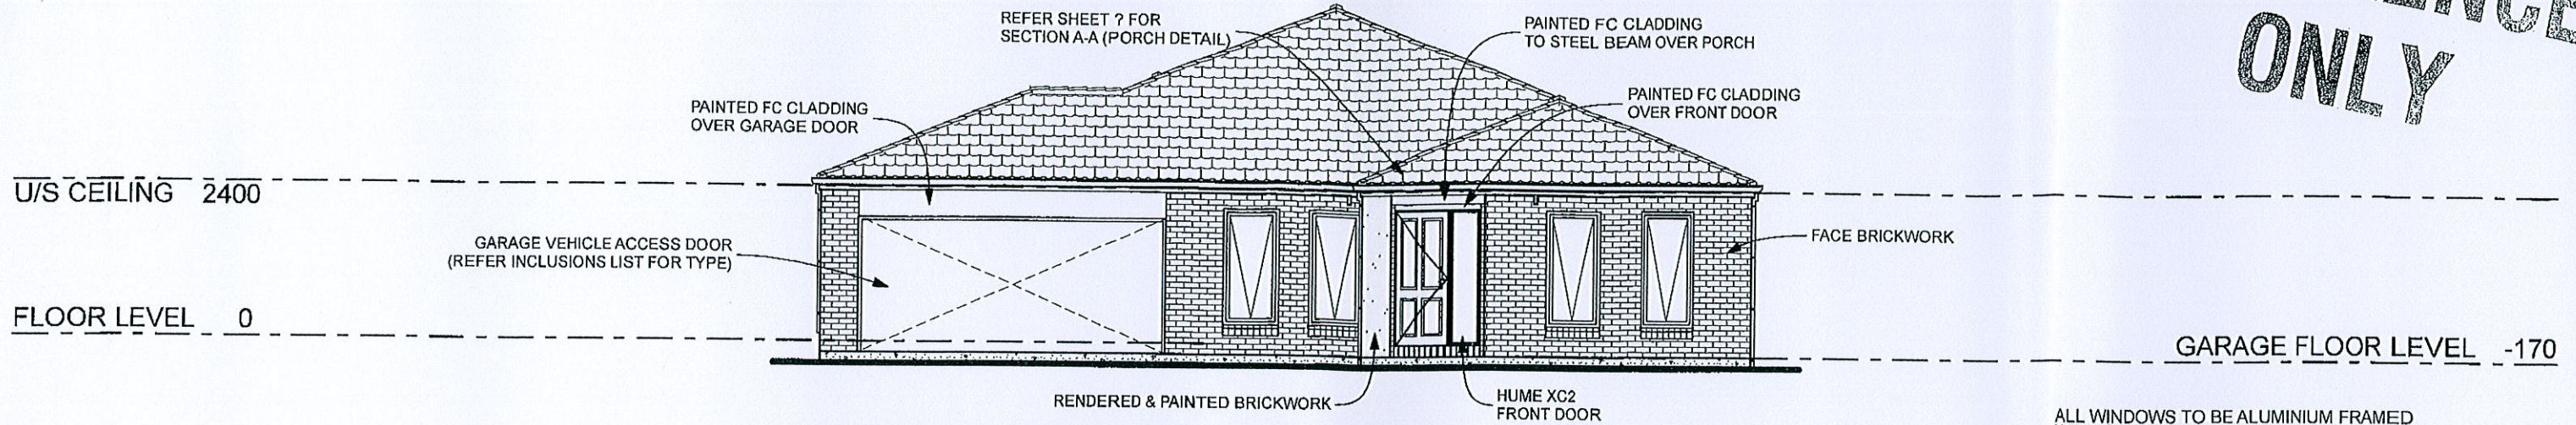 REFER SHEET ? FOR
SECTION A-A (PORCH DETAIL)
PAINTED FC CLADDING
TO STEEL BEAM OVER PORCH
ONLY
PAINTED FC CLADDING
OVER GARAGE DOOR
PAINTED FC CLADDING
OVER FRONT DOOR
U/S CEILING 2400
GARAGE VEHICLE ACCESS DOOR
(REFER INCLUSIONS LIST FOR TYPE)
FACE BRICKWORK
FLOOR LEVEL 0
GARAGE FLOOR LEVEL -170
RENDERED & PAINTED BRICKWORK
HUME XC2
FRONT DOOR
ALL WINDOWS TO BE ALUMINIUM FRAMED